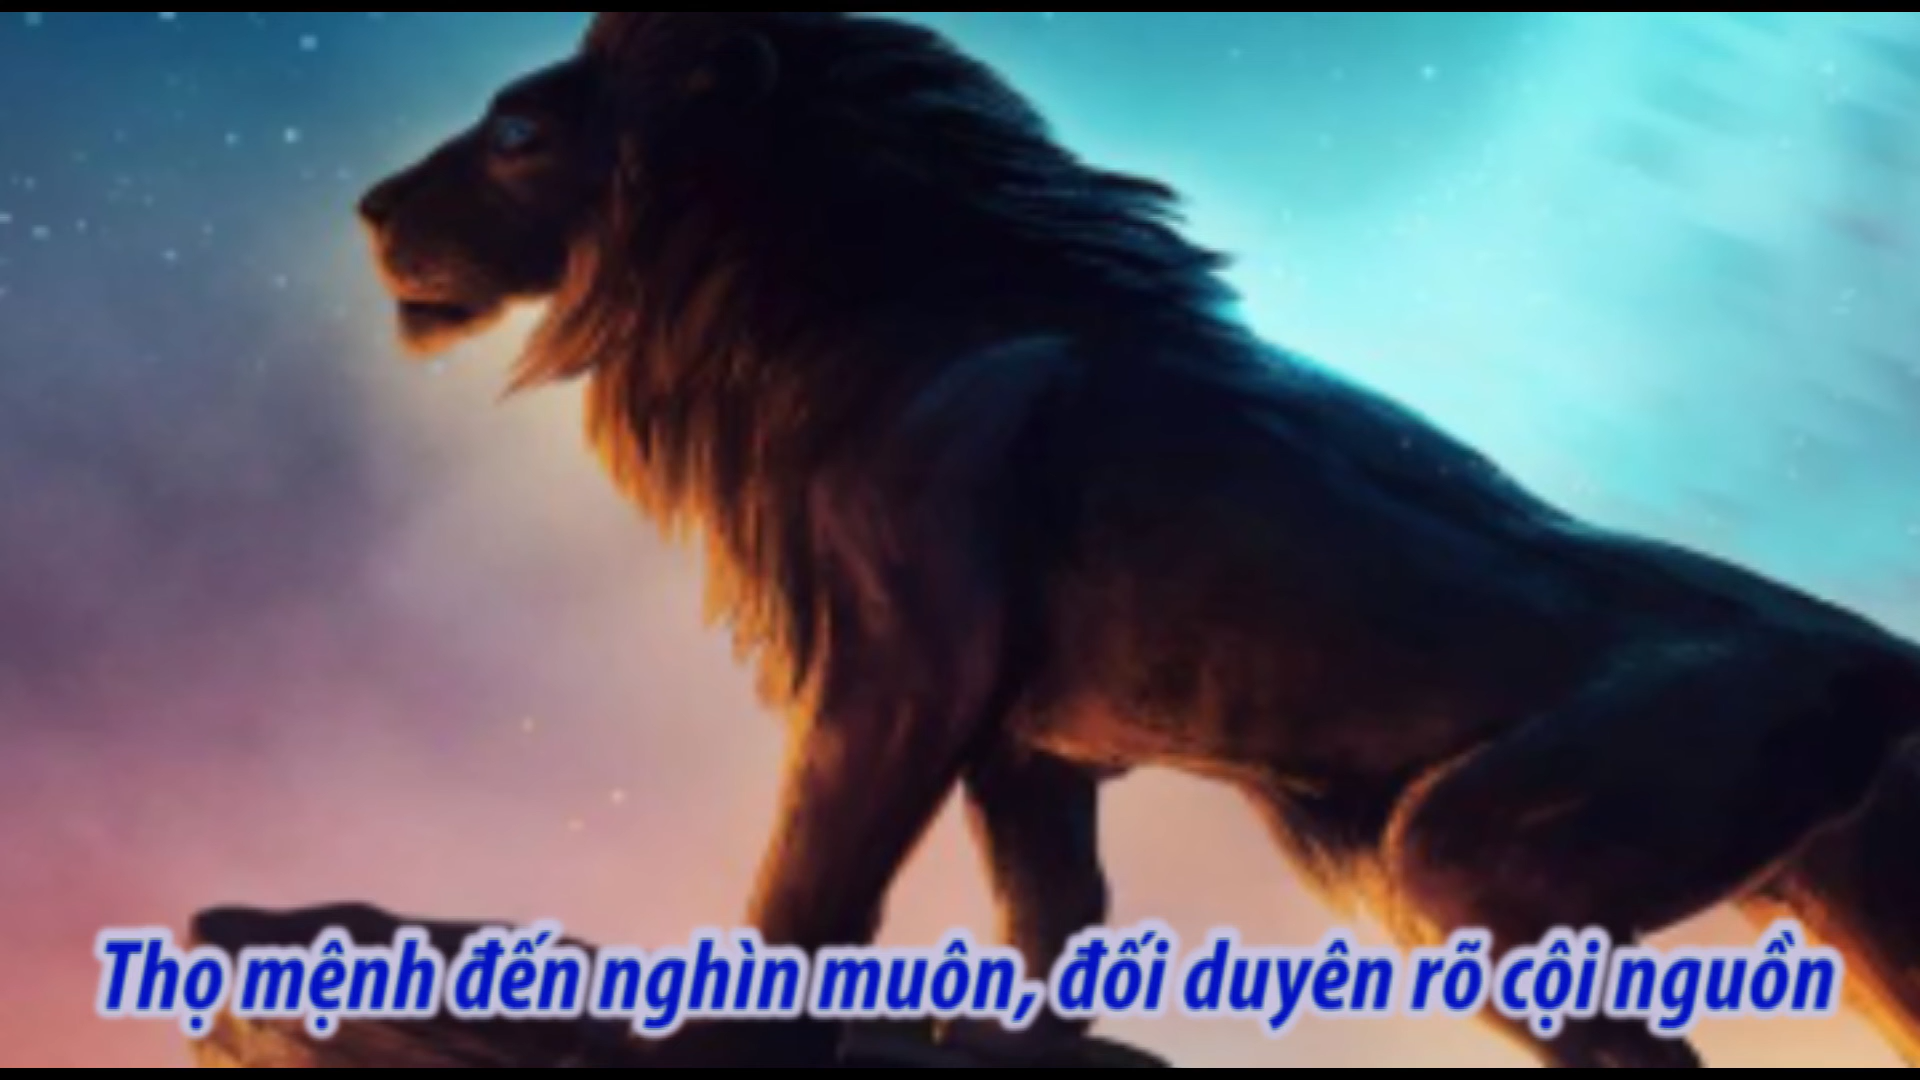 Thọ mệnh đến nghìn muôn, đối duyên rõ cội nguồn